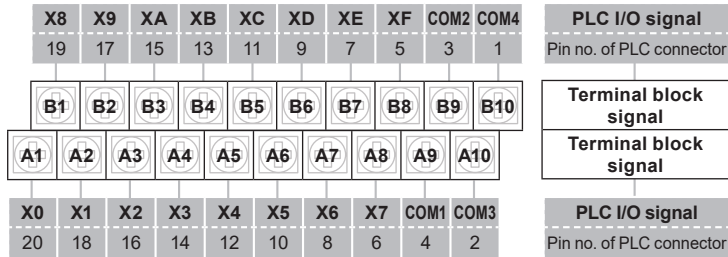 X8 X9 XA XB XC XD XE XF COM2 COM4 PLC I/O signal
19 17 15 13 11 9 7 5 3 1 Pin no. of PLC connector
B1 B2 B3 B4 B5 B6 B7 B8 B9 B10 Terminal block
signal
A1 A2 A3 A4 A5 A6 A7 A8 A9 A10 Terminal block
signal
X0 X1 X2 X3 X4 X5 X6 X7 COM1 COM3 PLC I/O signal
20 18 16 14 12 10 8 6 4 2 Pin no. of PLC connector